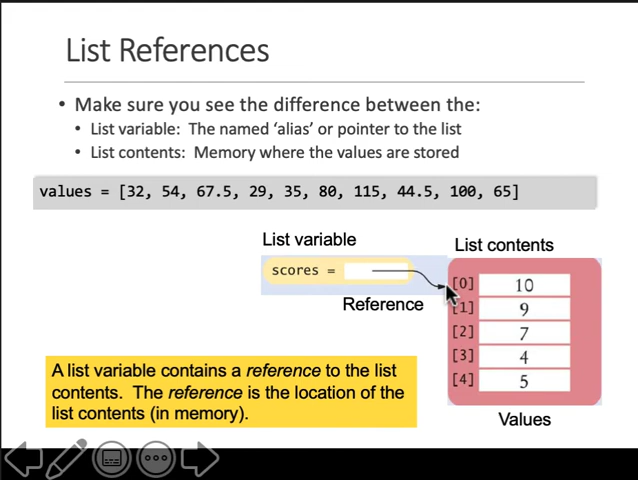 List References
• Make sure you see the difference between the:
• List variable: The named ‘alias’ or pointer to the list
• List contents: Memory where the values are stored
values = [32, 54, 67.5, 29, 35, 80, 115, 44.5, 100, 65]
List variable
List contents
scores =
Reference
[0] 10
[1] 9
[2] 7
[3] 4
[4] 5
Values
A list variable contains a reference to the list
contents. The reference is the location of the
list contents (in memory).